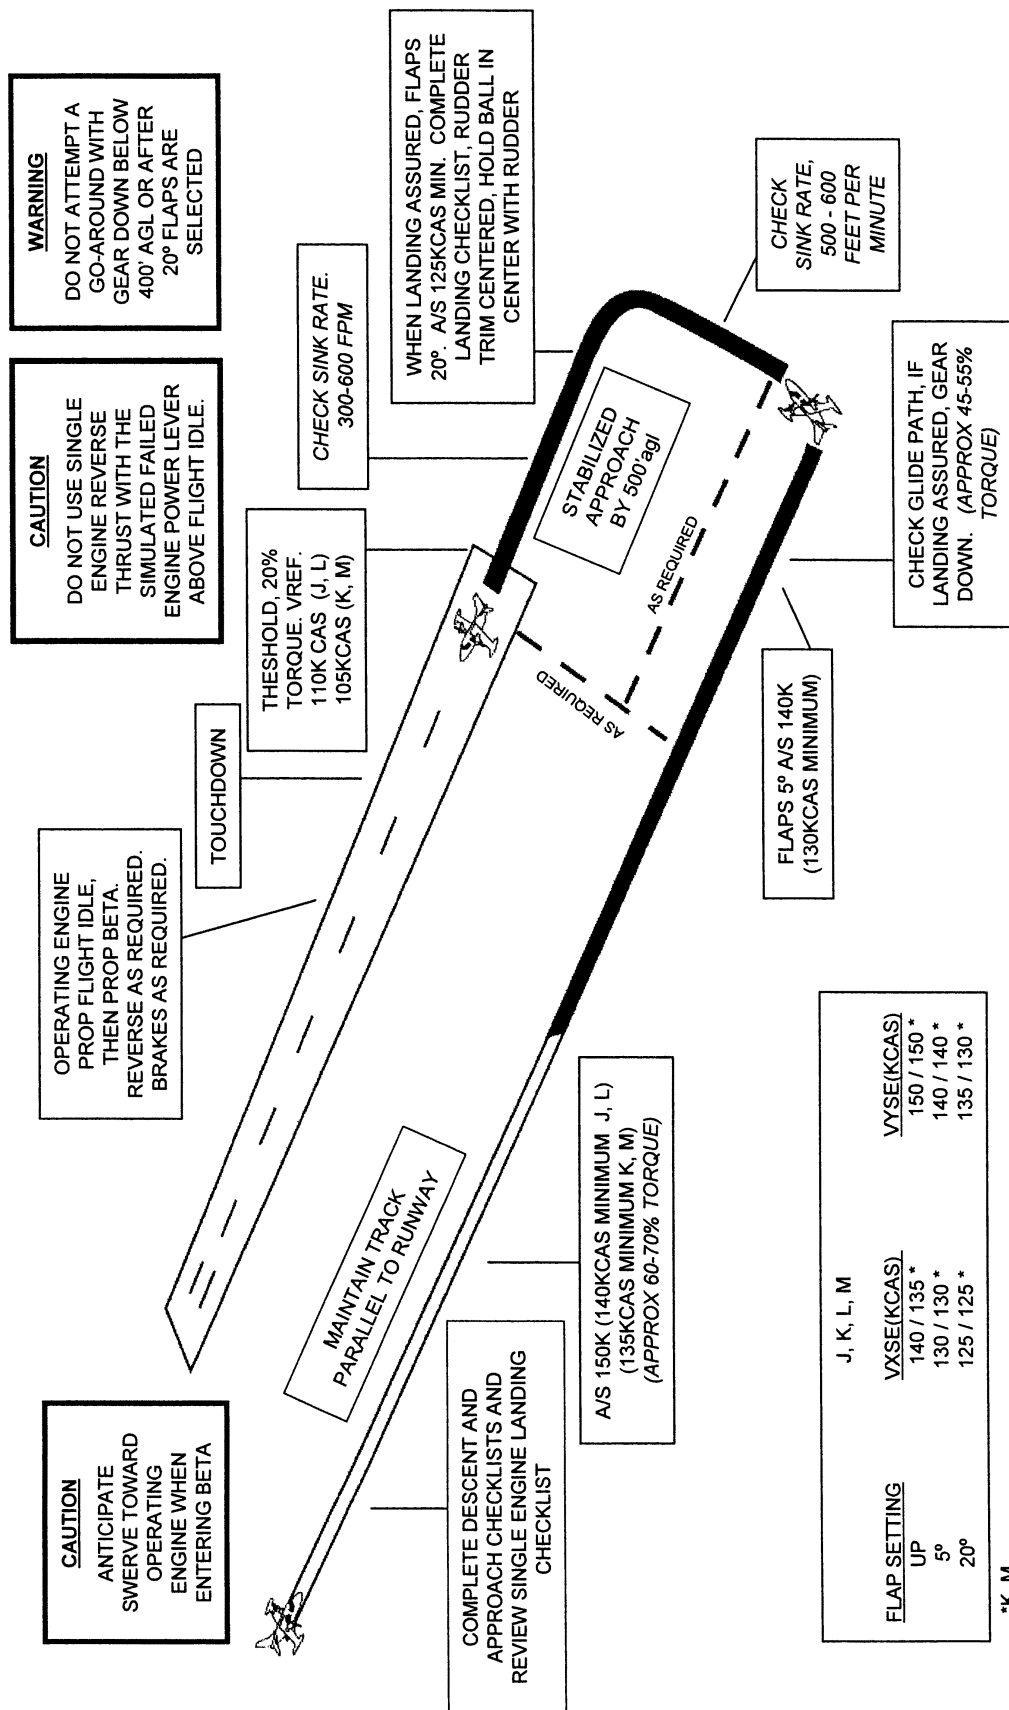 CAUTION
ANTICIPATE
SWERVE TOWARD
OPERATING
ENGINE WHEN
ENTERING BETA
OPERATING ENGINE
PROP FLIGHT IDLE,
THEN PROP BETA.
REVERSE AS REQUIRED.
BRAKES AS REQUIRED.
TOUCHDOWN
CAUTION
DO NOT USE SINGLE
ENGINE REVERSE
THRUST WITH THE
SIMULATED FAILED
ENGINE POWER LEVER
ABOVE FLIGHT IDLE.
WARNING
DO NOT ATTEMPT A
GO-AROUND WITH
GEAR DOWN BELOW
400' AGL OR AFTER
20º FLAPS ARE
SELECTED
THESHOLD, 20%
TORQUE. VREF.
110K CAS (J, L)
105KCAS (K, M)
CHECK SINK RATE.
300-600 FPM
WHEN LANDING ASSURED, FLAPS
20º. A/S 125KCAS MIN. COMPLETE
LANDING CHECKLIST, RUDDER
TRIM CENTERED, HOLD BALL IN
CENTER WITH RUDDER
MAINTAIN TRACK
PARALLEL TO RUNWAY
STABILIZED
APPROACH
BY 500'agl
AS REQUIRED
AS REQUIRED
CHECK
SINK RATE,
500 - 600
FEET PER
MINUTE
COMPLETE DESCENT AND
APPROACH CHECKLISTS AND
REVIEW SINGLE ENGINE LANDING
CHECKLIST
A/S 150K (140KCAS MINIMUM J, L)
(135KCAS MINIMUM K, M)
(APPROX 60-70% TORQUE)
FLAPS 5º A/S 140K
(130KCAS MINIMUM)
CHECK GLIDE PATH, IF
LANDING ASSURED, GEAR
DOWN. (APPROX 45-55%
TORQUE)
J, K, L, M
FLAP SETTING VXSE(KCAS) VYSE(KCAS)
UP 140 / 135 * 150 / 150 *
5º 130 / 130 * 140 / 140 *
20º 125 / 125 * 135 / 130 *
*K, M